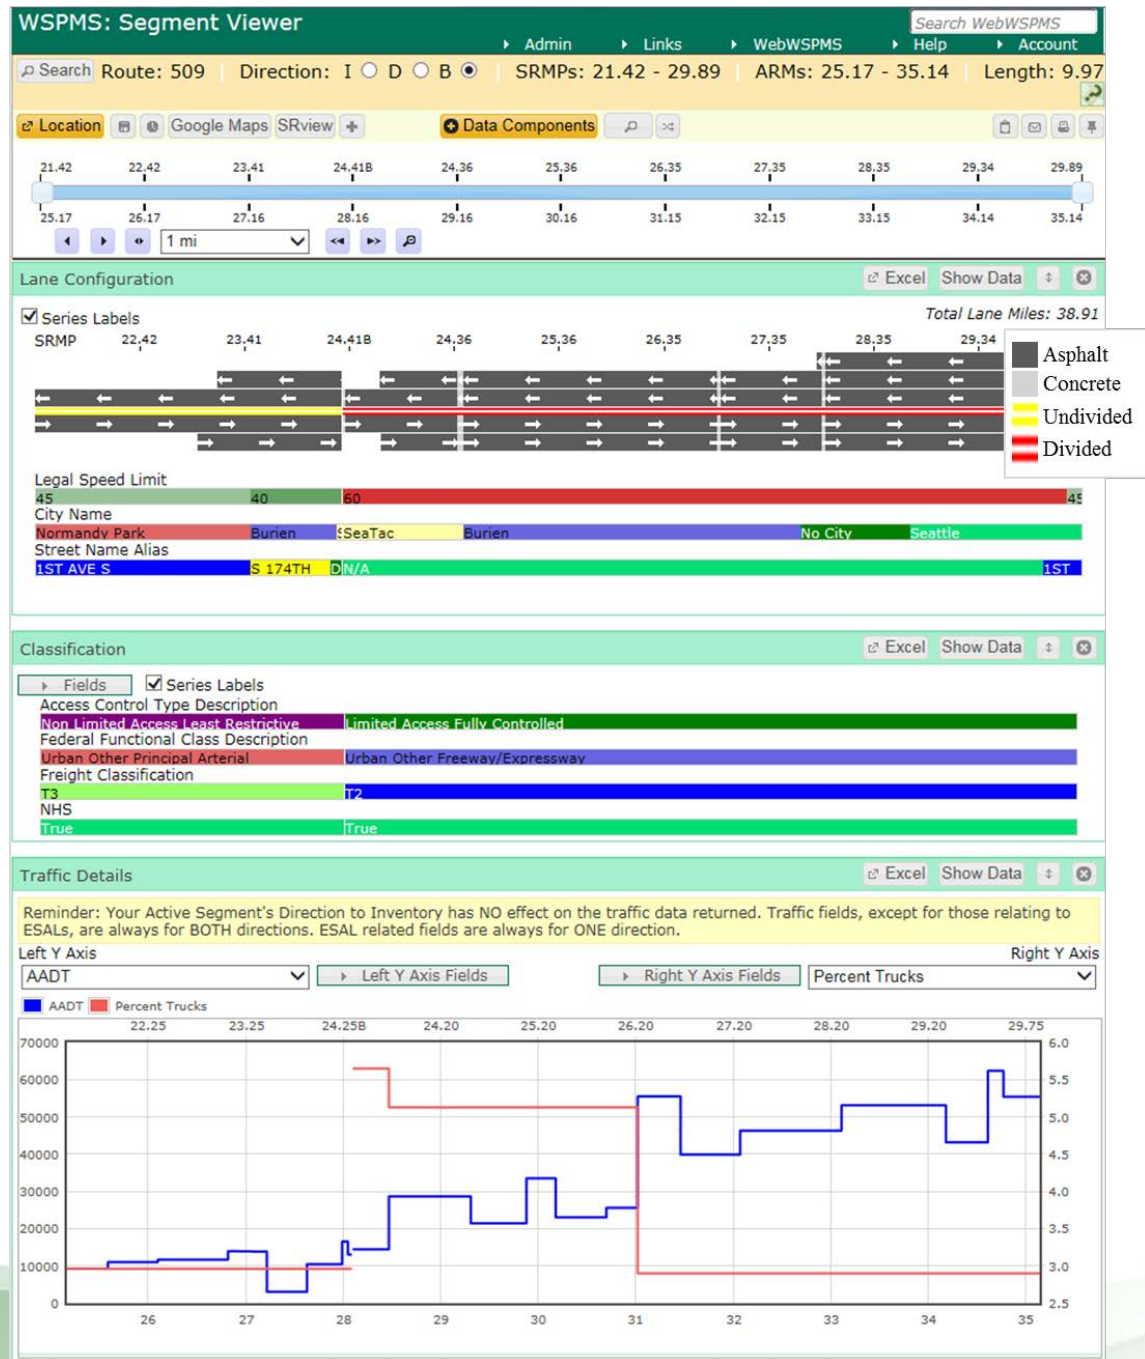 WSPMS: Segment Viewer
Search WebWSPMS
Admin Links WebWSPMS Help Account
Search Route: 509 Direction: I D B SRMPs: 21.42 - 29.89 ARMs: 25.17 - 35.14 Length: 9.97
Location Google Maps SRview Data Components
21.42 22.42 23.41 24.41B 24.36 25.36 26.35 27.35 28.35 29.34 29.89
25.17 26.17 27.16 28.16 29.16 30.16 31.15 32.15 33.15 34.14 35.14
1 mi
Lane Configuration Excel Show Data
Series Labels Total Lane Miles: 38.91
SRMP 22.42 23.41 24.41B 24.36 25.36 26.35 27.35 28.35 29.34
Asphalt
Concrete
Undivided
Divided
Legal Speed Limit
45 40 60 45
City Name
Normandy Park Burien SeaTac Burien No City Seattle
Street Name Alias
1ST AVE S S 174TH D N/A 1ST
Classification Excel Show Data
Fields Series Labels
Access Control Type Description
Non Limited Access Least Restrictive Limited Access Fully Controlled
Federal Functional Class Description
Urban Other Principal Arterial Urban Other Freeway/Expressway
Freight Classification
T3 T2
NHS
True True
Traffic Details Excel Show Data
Reminder: Your Active Segment's Direction to Inventory has NO effect on the traffic data returned. Traffic fields, except for those relating to
ESALs, are always for BOTH directions. ESAL related fields are always for ONE direction.
Left Y Axis Right Y Axis
AADT Left Y Axis Fields Right Y Axis Fields Percent Trucks
AADT Percent Trucks
22.25 23.25 24.25B 24.20 25.20 26.20 27.20 28.20 29.20 29.75
70000 6.0
60000 5.5
50000 5.0
40000 4.5
30000 4.0
20000 3.5
10000 3.0
0 2.5
26 27 28 29 30 31 32 33 34 35